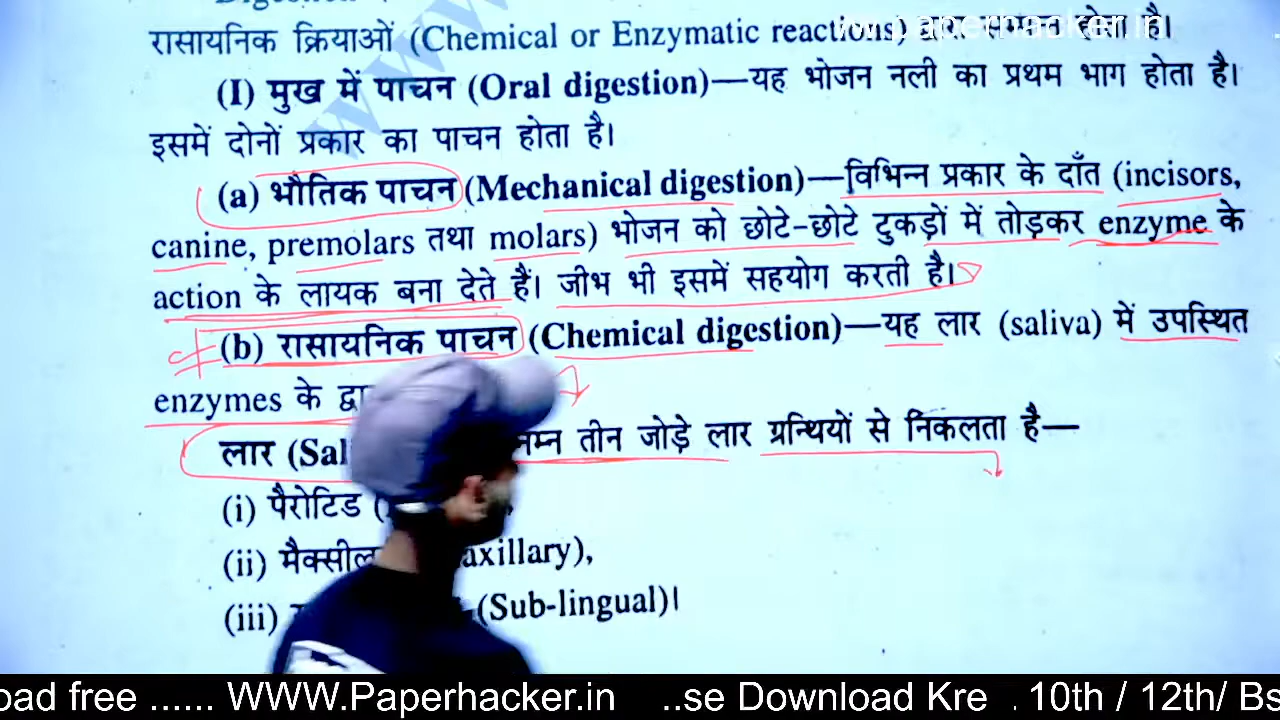 रासायनिक क्रियाओं (Chemical or Enzymatic reactions) होता है।
w.paperhacker.in
(I) मुख में पाचन (Oral digestion)—यह भोजन नली का प्रथम भाग होता है।
इसमें दोनों प्रकार का पाचन होता है।
(a) भौतिक पाचन (Mechanical digestion)—विभिन्न प्रकार के दाँत (incisors,
canine, premolars तथा molars) भोजन को छोटे-छोटे टुकड़ों में तोड़कर enzyme के
action के लायक बना देते हैं। जीभ भी इसमें सहयोग करती है।
(b) रासायनिक पाचन (Chemical digestion)—यह लार (saliva) में उपस्थित
enzymes के
लार (Sal तीन जोड़े लार ग्रन्थियों से निकलता है—
(i) पैरोटिड (
(ii) axillary),
(iii) (Sub-lingual)।
oad free ...... WWW.Paperhacker.in ..se Download Kre . 10th / 12th/ Bs